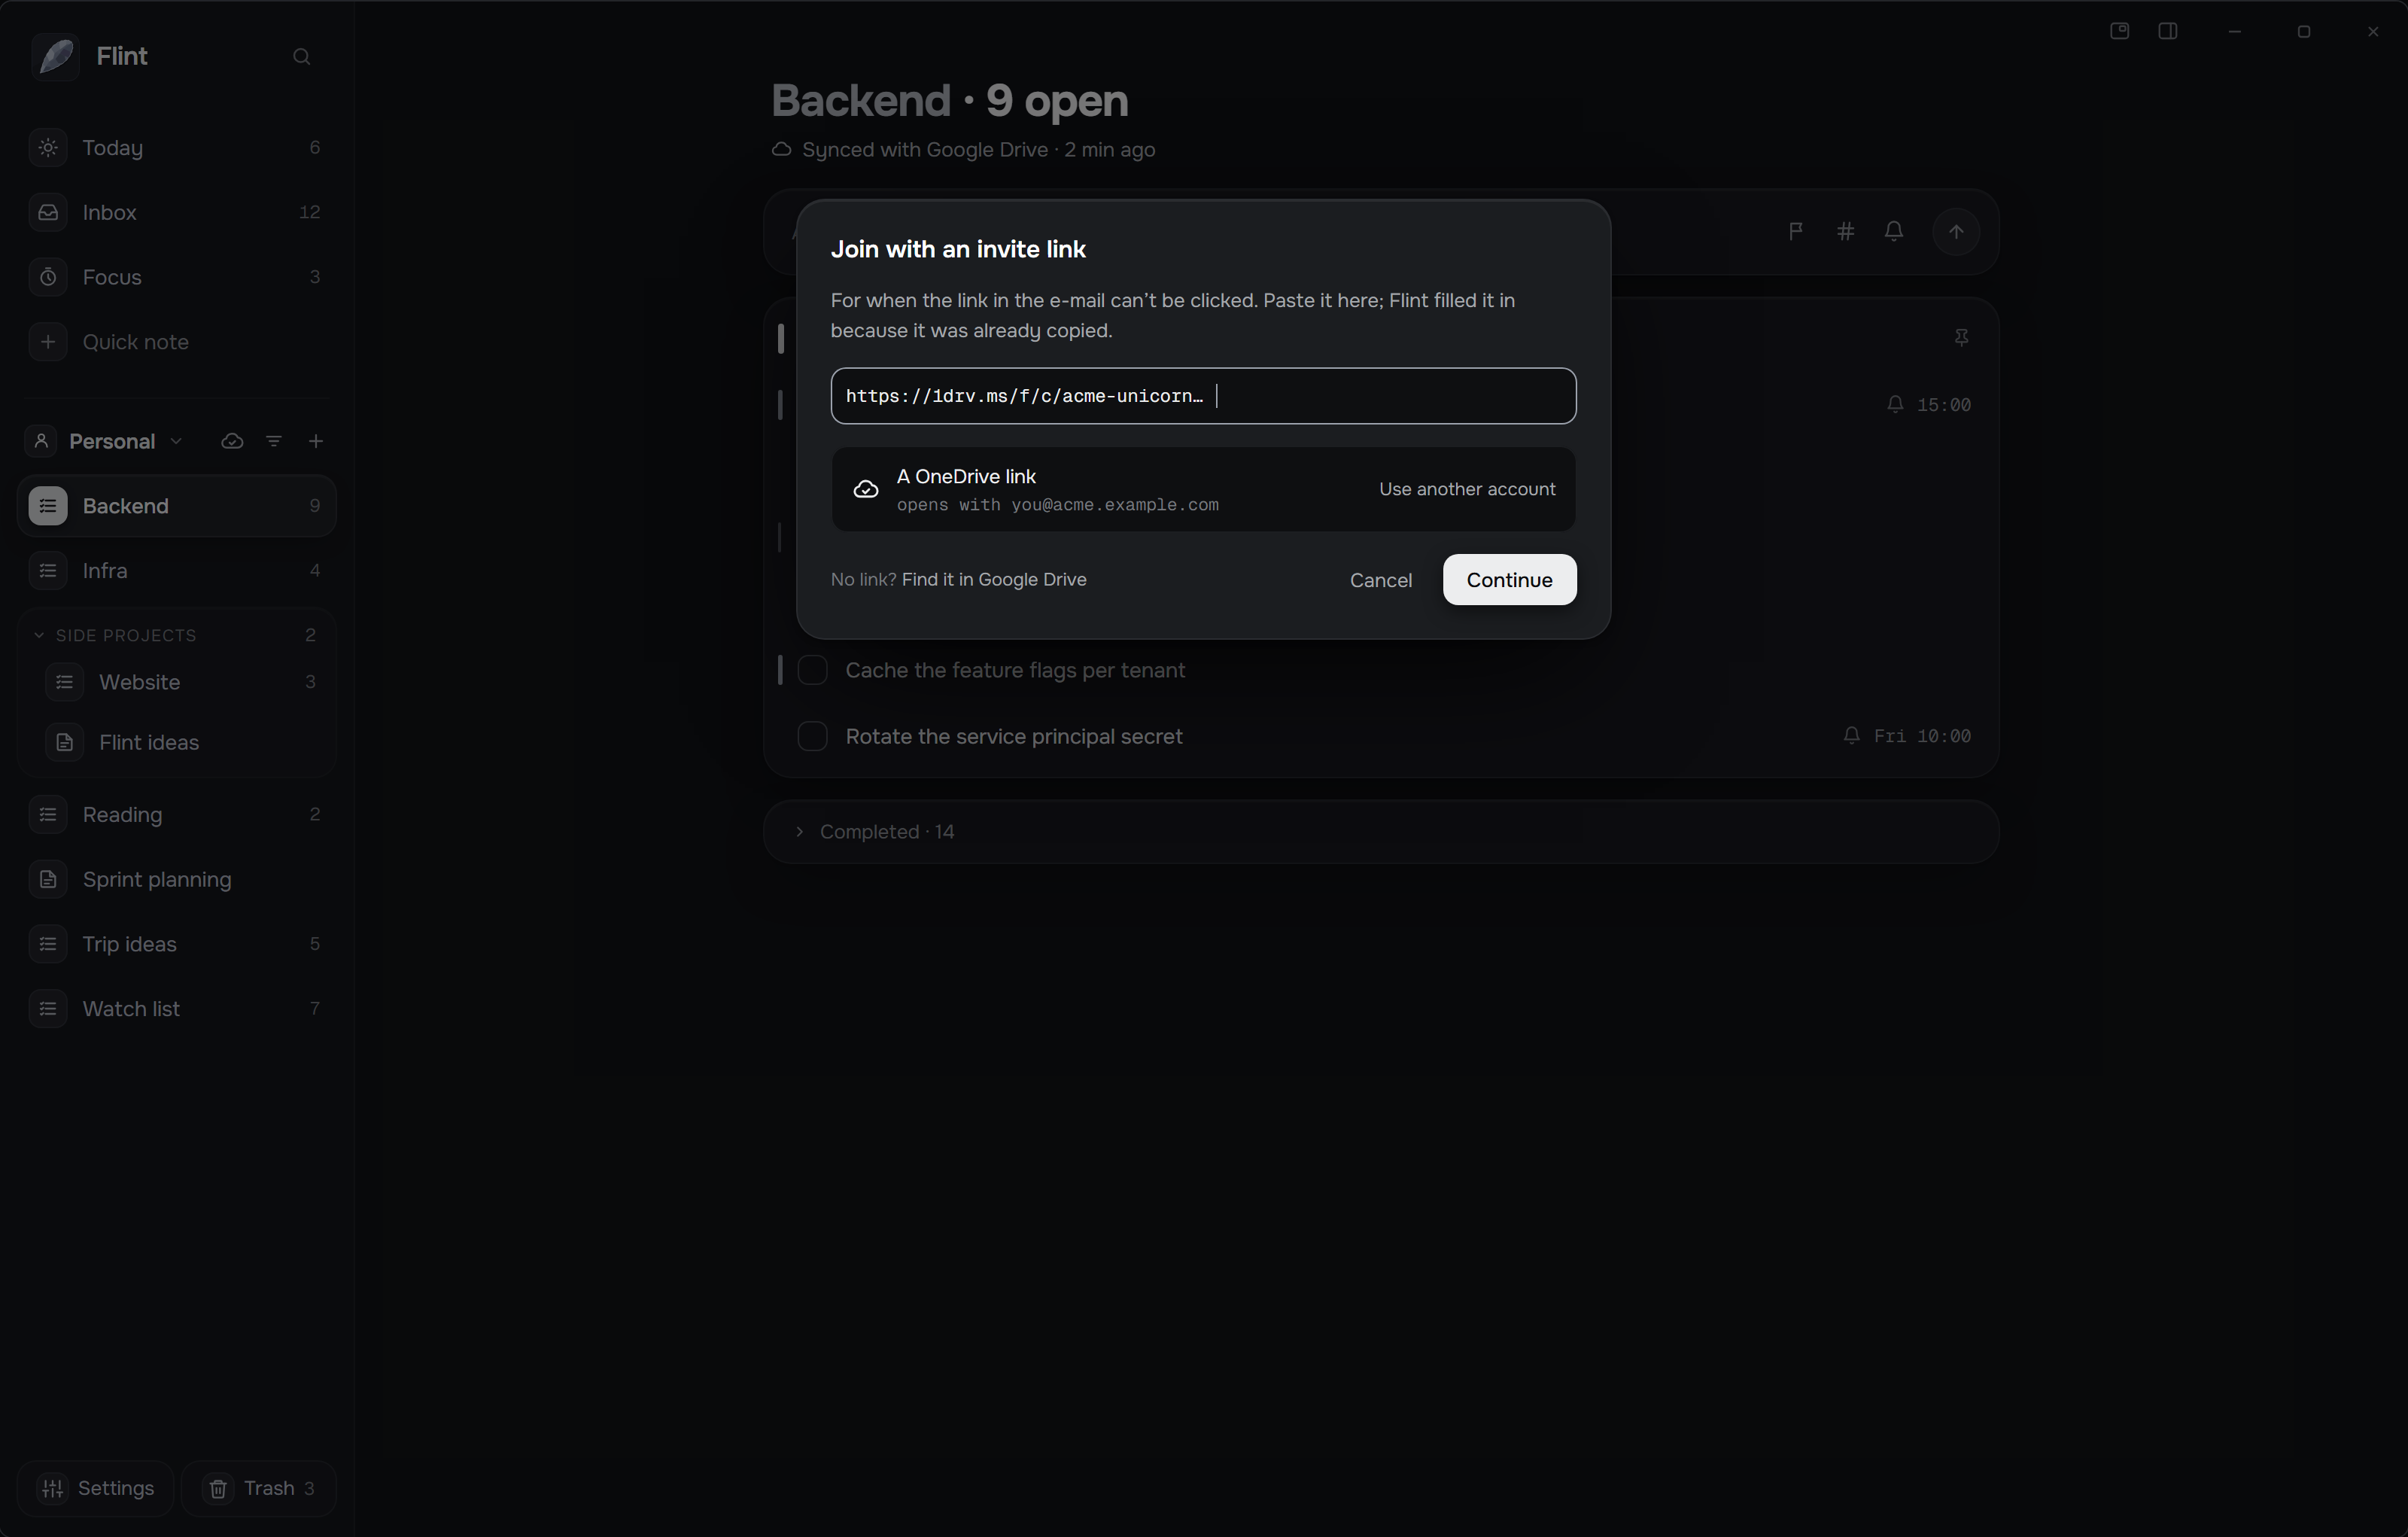 Flint
Today 6
Inbox 12
Focus 3
Quick note
Personal
Backend 9
Infra 4
SIDE PROJECTS 2
Website 3
Flint ideas
Reading 2
Sprint planning
Trip ideas 5
Watch list 7
Settings
Trash 3
Backend · 9 open
Synced with Google Drive · 2 min ago
Join with an invite link
For when the link in the e-mail can’t be clicked. Paste it here; Flint filled it in
because it was already copied.
https://1drv.ms/f/c/acme-unicorn…
A OneDrive link
opens with you@acme.example.com
Use another account
No link? Find it in Google Drive
Cancel
Continue
15:00
Cache the feature flags per tenant
Rotate the service principal secret
Fri 10:00
Completed · 14